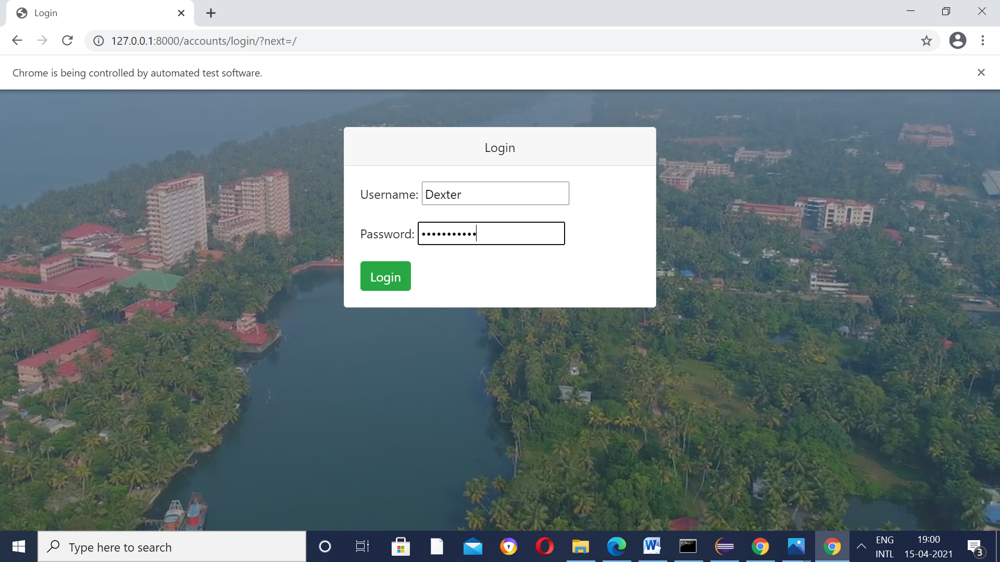 Login
127.0.0.1:8000/accounts/login/?next=/
Chrome is being controlled by automated test software.
Login
Username: Dexter
Password: •••••••••••
Login
Type here to search
ENG
INTL
19:00
15-04-2021
3